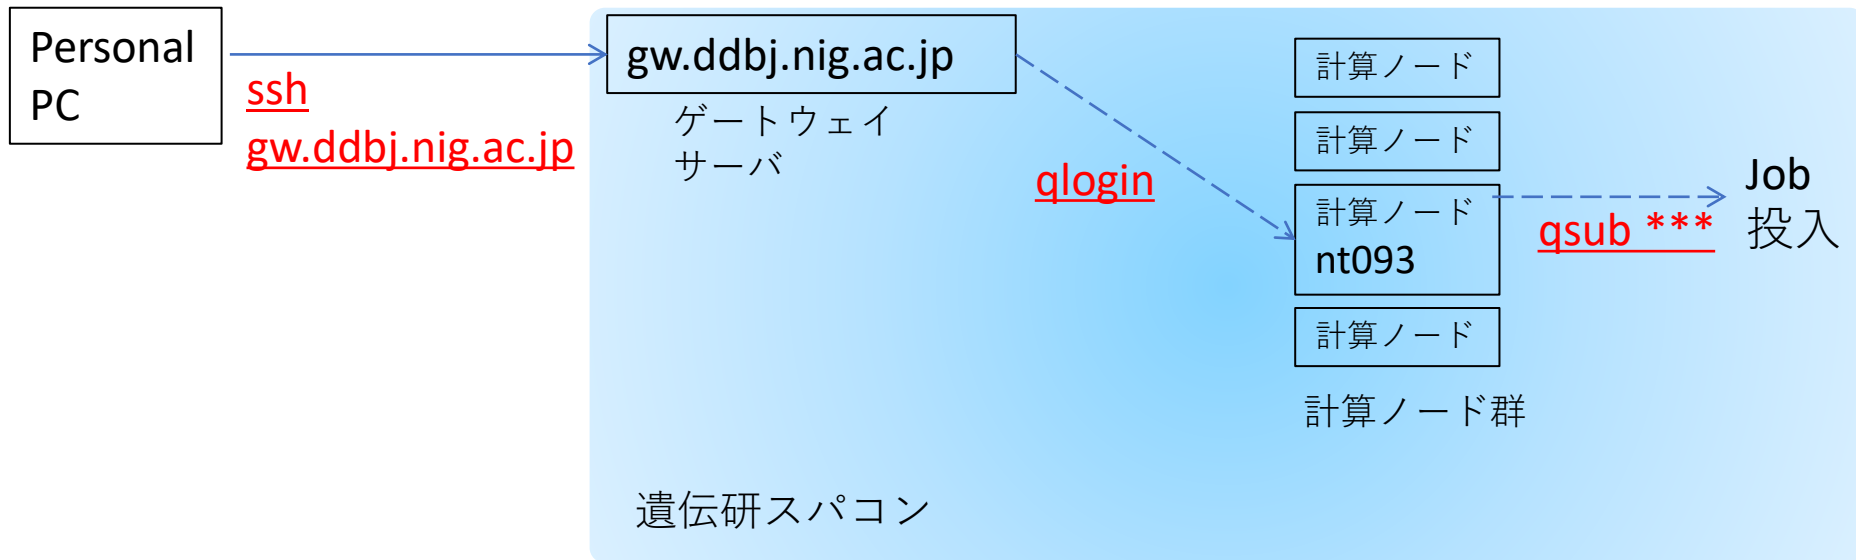 Personal
PC
ssh
gw.ddbj.nig.ac.jp
gw.ddbj.nig.ac.jp
ゲートウェイ
サーバ
qlogin
計算ノード
計算ノード
計算ノード
nt093
計算ノード
計算ノード群
qsub ***
Job
投入
遺伝研スパコン